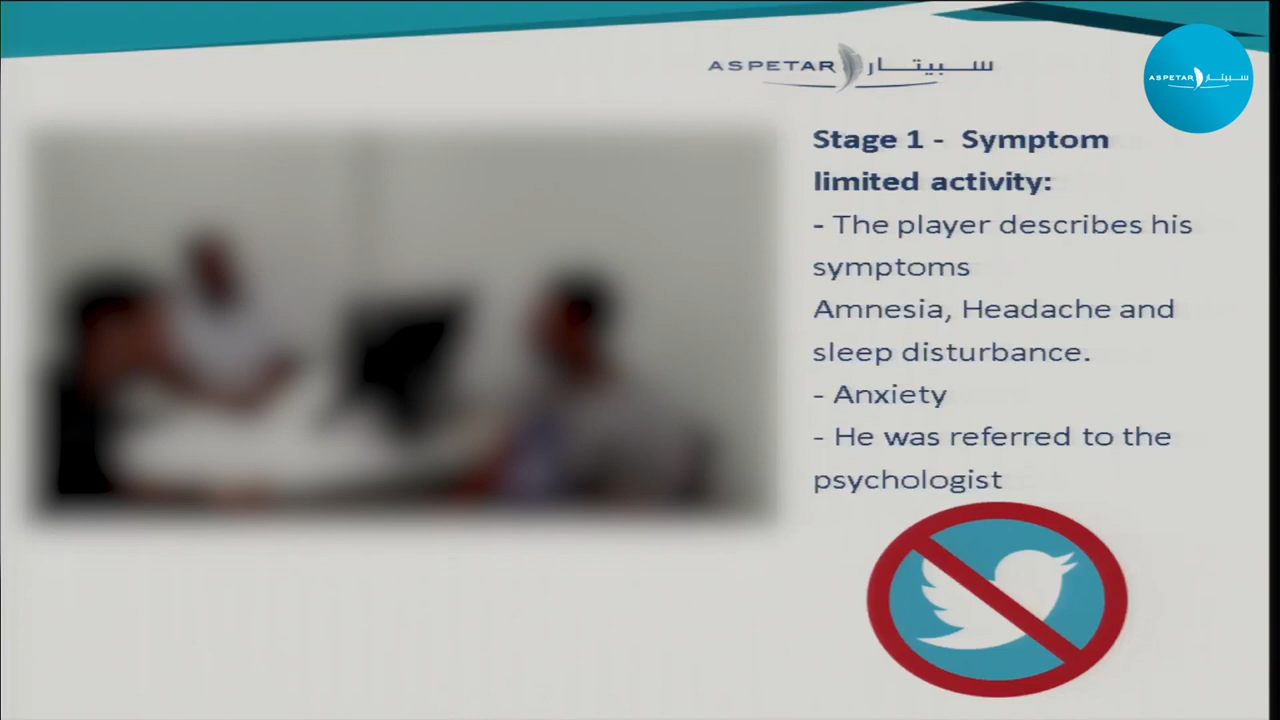 ASPETAR سبيتار
ASPETAR سبيتار
Stage 1 - Symptom
limited activity:
- The player describes his
symptoms
Amnesia, Headache and
sleep disturbance.
- Anxiety
- He was referred to the
psychologist